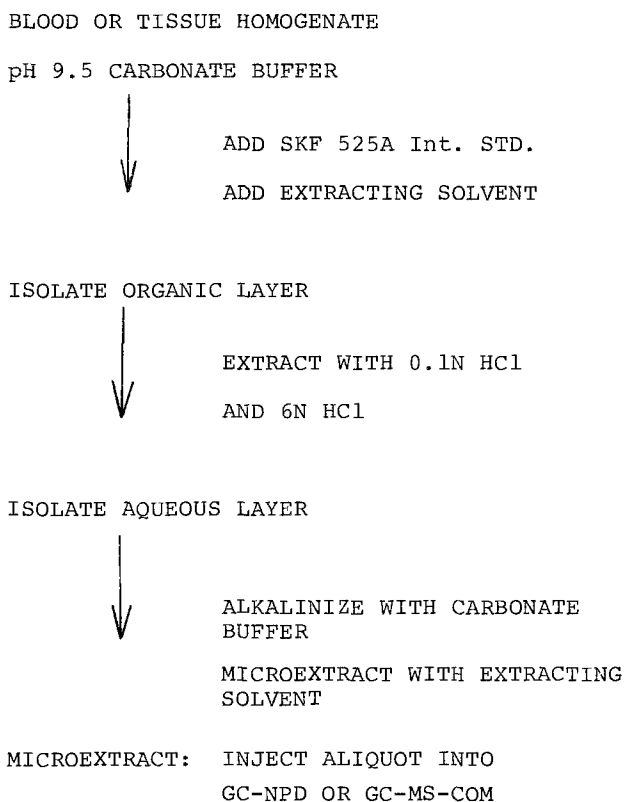 BLOOD OR TISSUE HOMOGENATE
pH 9.5 CARBONATE BUFFER
ADD SKF 525A Int. STD.
ADD EXTRACTING SOLVENT
ISOLATE ORGANIC LAYER
EXTRACT WITH 0.1N HCl
AND 6N HCl
ISOLATE AQUEOUS LAYER
ALKALINIZE WITH CARBONATE
BUFFER
MICROEXTRACT WITH EXTRACTING
SOLVENT
MICROEXTRACT: INJECT ALIQUOT INTO
GC-NPD OR GC-MS-COM